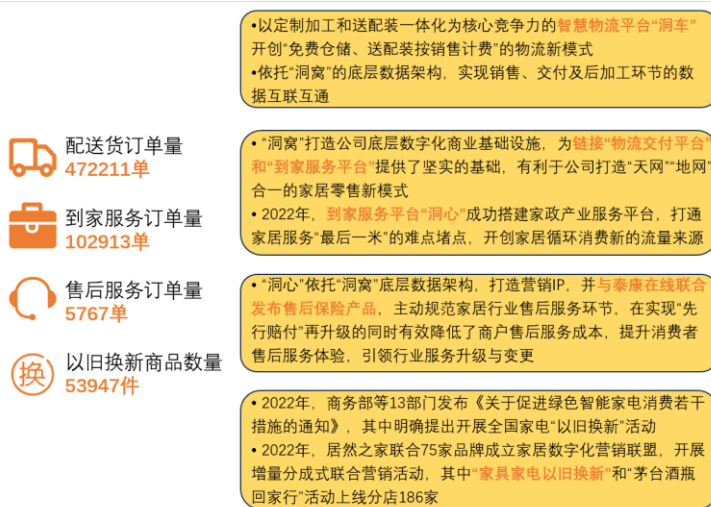 配送货订单量
472211单
到家服务订单量
102913单
售后服务订单量
5767单
换
以旧换新商品数量
53947件
•以定制加工和送配装一体化为核心竞争力的智慧物流平台“洞车”
开创“免费仓储、送配装按销售计费”的物流新模式
•依托“洞窝”的底层数据架构，实现销售、交付及后加工环节的数
据互联互通
• “洞窝”打造公司底层数字化商业基础设施，为链接“物流交付平台”
和“到家服务平台”提供了坚实的基础，有利于公司打造“天网”“地网”
合一的家居零售新模式
• 2022年，到家服务平台“洞心”成功搭建家政产业服务平台，打通
家居服务“最后一米”的难点堵点，开创家居循环消费新的流量来源
• “洞心”依托“洞窝”底层数据架构，打造营销IP，并与泰康在线联合
发布售后保险产品，主动规范家居行业售后服务环节，在实现“先
行赔付”再升级的同时有效降低了商户售后服务成本，提升消费者
售后服务体验，引领行业服务升级与变更
• 2022年，商务部等13部门发布《关于促进绿色智能家电消费若干
措施的通知》，其中明确提出开展全国家电“以旧换新”活动
• 2022年，居然之家联合75家品牌成立家居数字化营销联盟，开展
增量分成式联合营销活动，其中“家具家电以旧换新”和“茅台酒瓶
回家行”活动上线分店186家